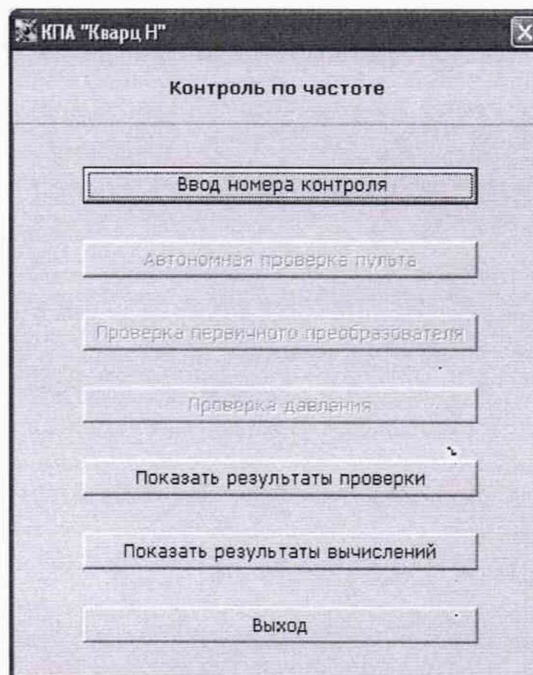 КПА "Кварц Н"
Контроль по частоте
Ввод номера контроля
Автономная проверка пульта
Проверка первичного преобразователя
Проверка давления
Показать результаты проверки
Показать результаты вычислений
Выход